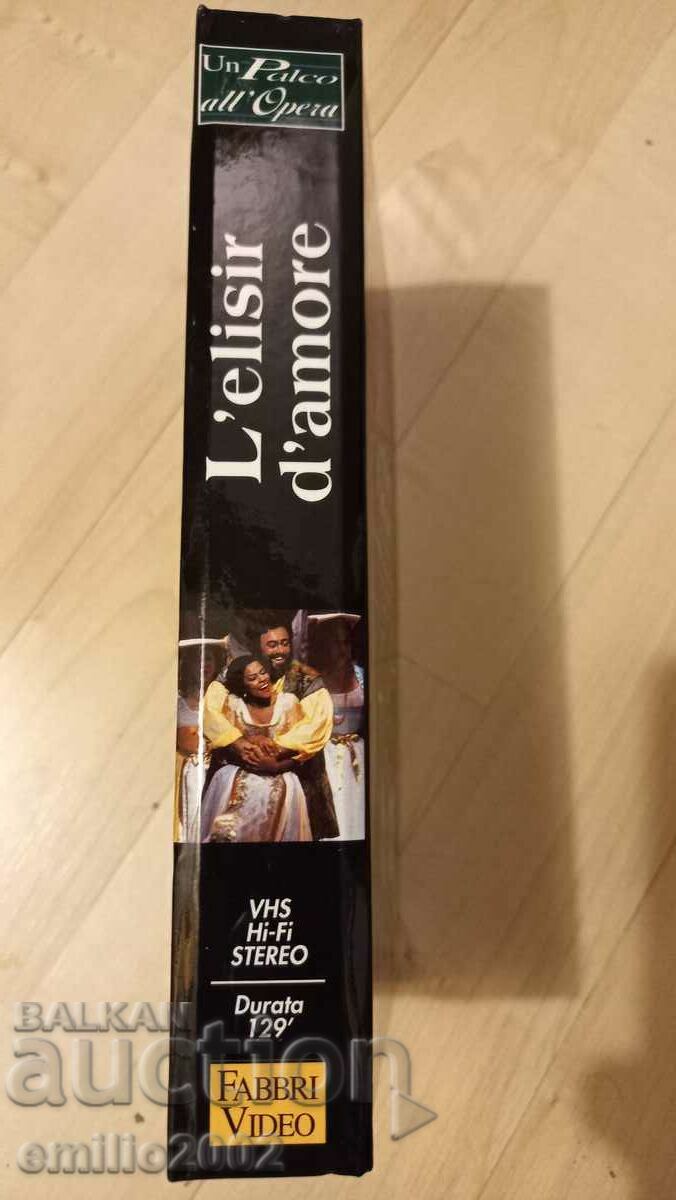 Un Palco
all'Opera
L'elisir
d'amore
VHS
Hi-Fi
STEREO
Durata
129'
FABBRI
VIDEO
BALKAN
auction
emilio2002